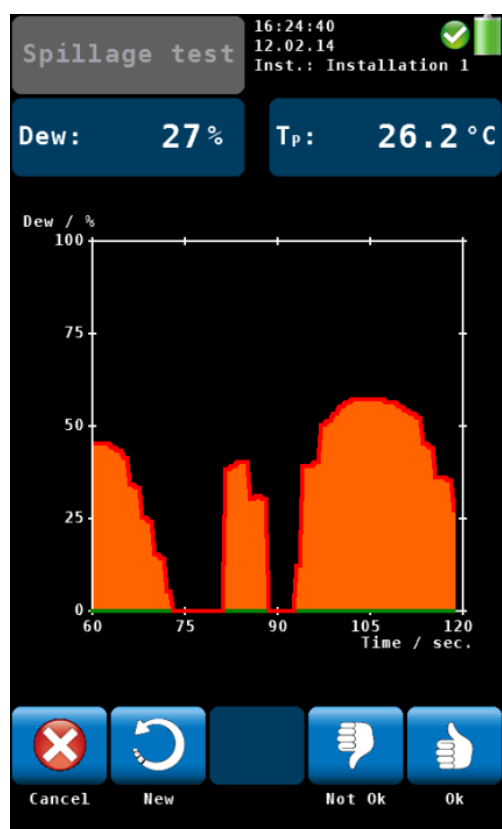 Spillage test
16:24:40
12.02.14
Inst.: Installation 1
Dew: 27%
Tp: 26.2°C
Dew / %
100
75
50
25
0
60 75 90 105 120
Time / sec.
Cancel New Not Ok Ok